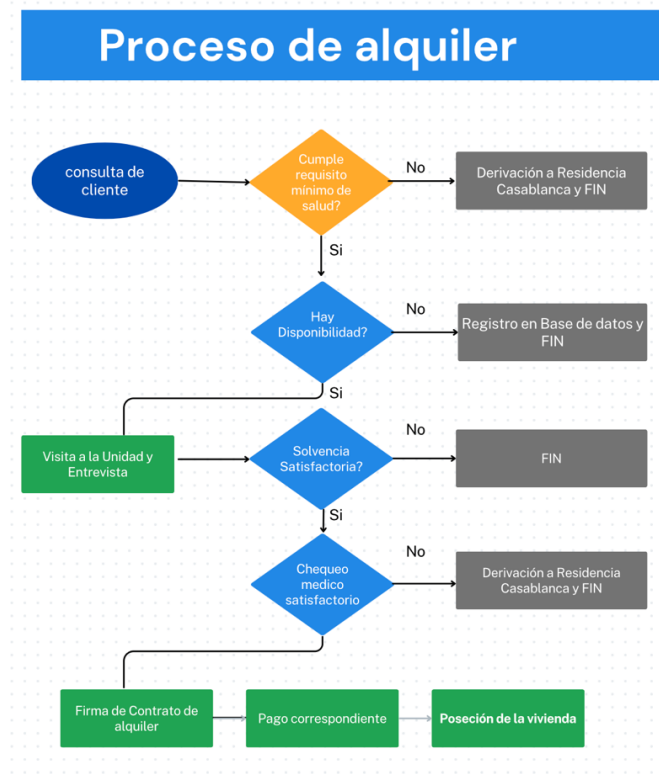 Proceso de alquiler
consulta de
cliente
Cumple
requisito
mínimo de
salud?
No
Derivación a Residencia
Casablanca y FIN
Si
Hay
Disponibilidad?
No
Registro en Base de datos y
FIN
Si
Visita a la Unidad y
Entrevista
Solvencia
Satisfactoria?
No
FIN
Si
Chequeo
medico
satisfactorio
No
Derivación a Residencia
Casablanca y FIN
Firma de Contrato de
alquiler
Pago correspondiente
Poseción de la vivienda